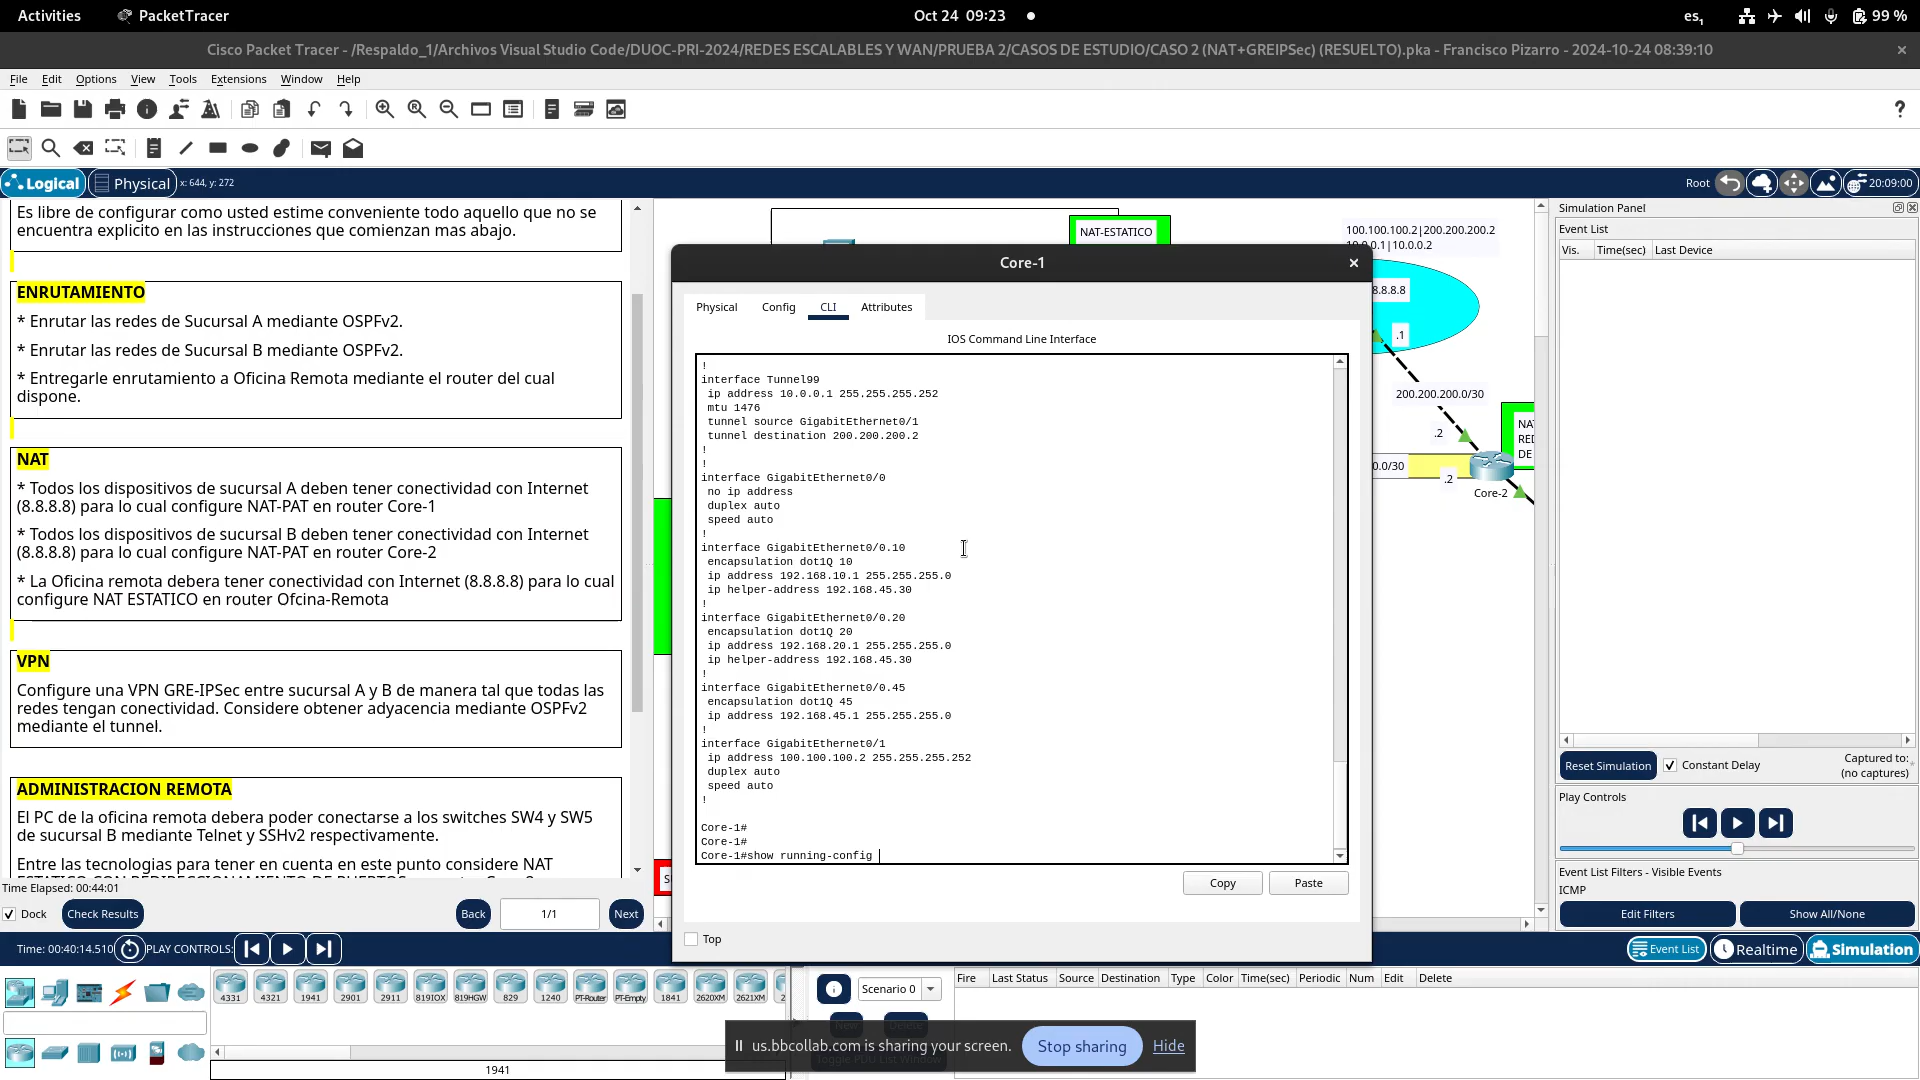 Activities
PacketTracer
Oct 24 09:23
es1
99 %
Cisco Packet Tracer - /Respaldo_1/Archivos Visual Studio Code/DUOC-PRI-2024/REDES ESCALABLES Y WAN/PRUEBA 2/CASOS DE ESTUDIO/CASO 2 (NAT+GREIPSec) (RESUELTO).pka - Francisco Pizarro - 2024-10-24 08:39:10
File Edit Options View Tools Extensions Window Help
Logical
Physical
x: 644, y: 272
Root
20:09:00
Es libre de configurar como usted estime conveniente todo aquello que no se
encuentra explicito en las instrucciones que comienzan mas abajo.
ENRUTAMIENTO
* Enrutar las redes de Sucursal A mediante OSPFv2.
* Enrutar las redes de Sucursal B mediante OSPFv2.
* Entregarle enrutamiento a Oficina Remota mediante el router del cual
dispone.
NAT
* Todos los dispositivos de sucursal A deben tener conectividad con Internet
(8.8.8.8) para lo cual configure NAT-PAT en router Core-1
* Todos los dispositivos de sucursal B deben tener conectividad con Internet
(8.8.8.8) para lo cual configure NAT-PAT en router Core-2
* La Oficina remota debera tener conectividad con Internet (8.8.8.8) para lo cual
configure NAT ESTATICO en router Ofcina-Remota
VPN
Configure una VPN GRE-IPSec entre sucursal A y B de manera tal que todas las
redes tengan conectividad. Considere obtener adyacencia mediante OSPFv2
mediante el tunnel.
ADMINISTRACION REMOTA
El PC de la oficina remota debera poder conectarse a los switches SW4 y SW5
de sucursal B mediante Telnet y SSHv2 respectivamente.
Entre las tecnologias para tener en cuenta en este punto considere NAT
Time Elapsed: 00:44:01
Dock
Check Results
Back
1/1
Next
NAT-ESTATICO
100.100.100.2|200.200.200.2
10.0.0.1|10.0.0.2
8.8.8.8
.1
200.200.200.0/30
.2
0.0/30
.2
Core-2
NA
RED
DE
Core-1
Physical
Config
CLI
Attributes
IOS Command Line Interface
!
interface Tunnel99
ip address 10.0.0.1 255.255.255.252
mtu 1476
tunnel source GigabitEthernet0/1
tunnel destination 200.200.200.2
!
!
interface GigabitEthernet0/0
no ip address
duplex auto
speed auto
!
interface GigabitEthernet0/0.10
encapsulation dot1Q 10
ip address 192.168.10.1 255.255.255.0
ip helper-address 192.168.45.30
!
interface GigabitEthernet0/0.20
encapsulation dot1Q 20
ip address 192.168.20.1 255.255.255.0
ip helper-address 192.168.45.30
!
interface GigabitEthernet0/0.45
encapsulation dot1Q 45
ip address 192.168.45.1 255.255.255.0
!
interface GigabitEthernet0/1
ip address 100.100.100.2 255.255.255.252
duplex auto
speed auto
!
Core-1#
Core-1#
Core-1#show running-config
Copy
Paste
Top
Simulation Panel
Event List
Vis. Time(sec) Last Device
Reset Simulation
Constant Delay
Captured to:
(no captures)
Play Controls
Event List Filters - Visible Events
ICMP
Edit Filters
Show All/None
Time: 00:40:14.510
PLAY CONTROLS:
Event List
Realtime
Simulation
4331 4321 1941 2901 2911 819IOX 819HGW 829 1240 PT-Router PT-Empty 1841 2620XM 2621XM
1941
Scenario 0
New
Delete
Toggle PDU List Window
Fire Last Status Source Destination Type Color Time(sec) Periodic Num Edit Delete
us.bbcollab.com is sharing your screen.
Stop sharing
Hide